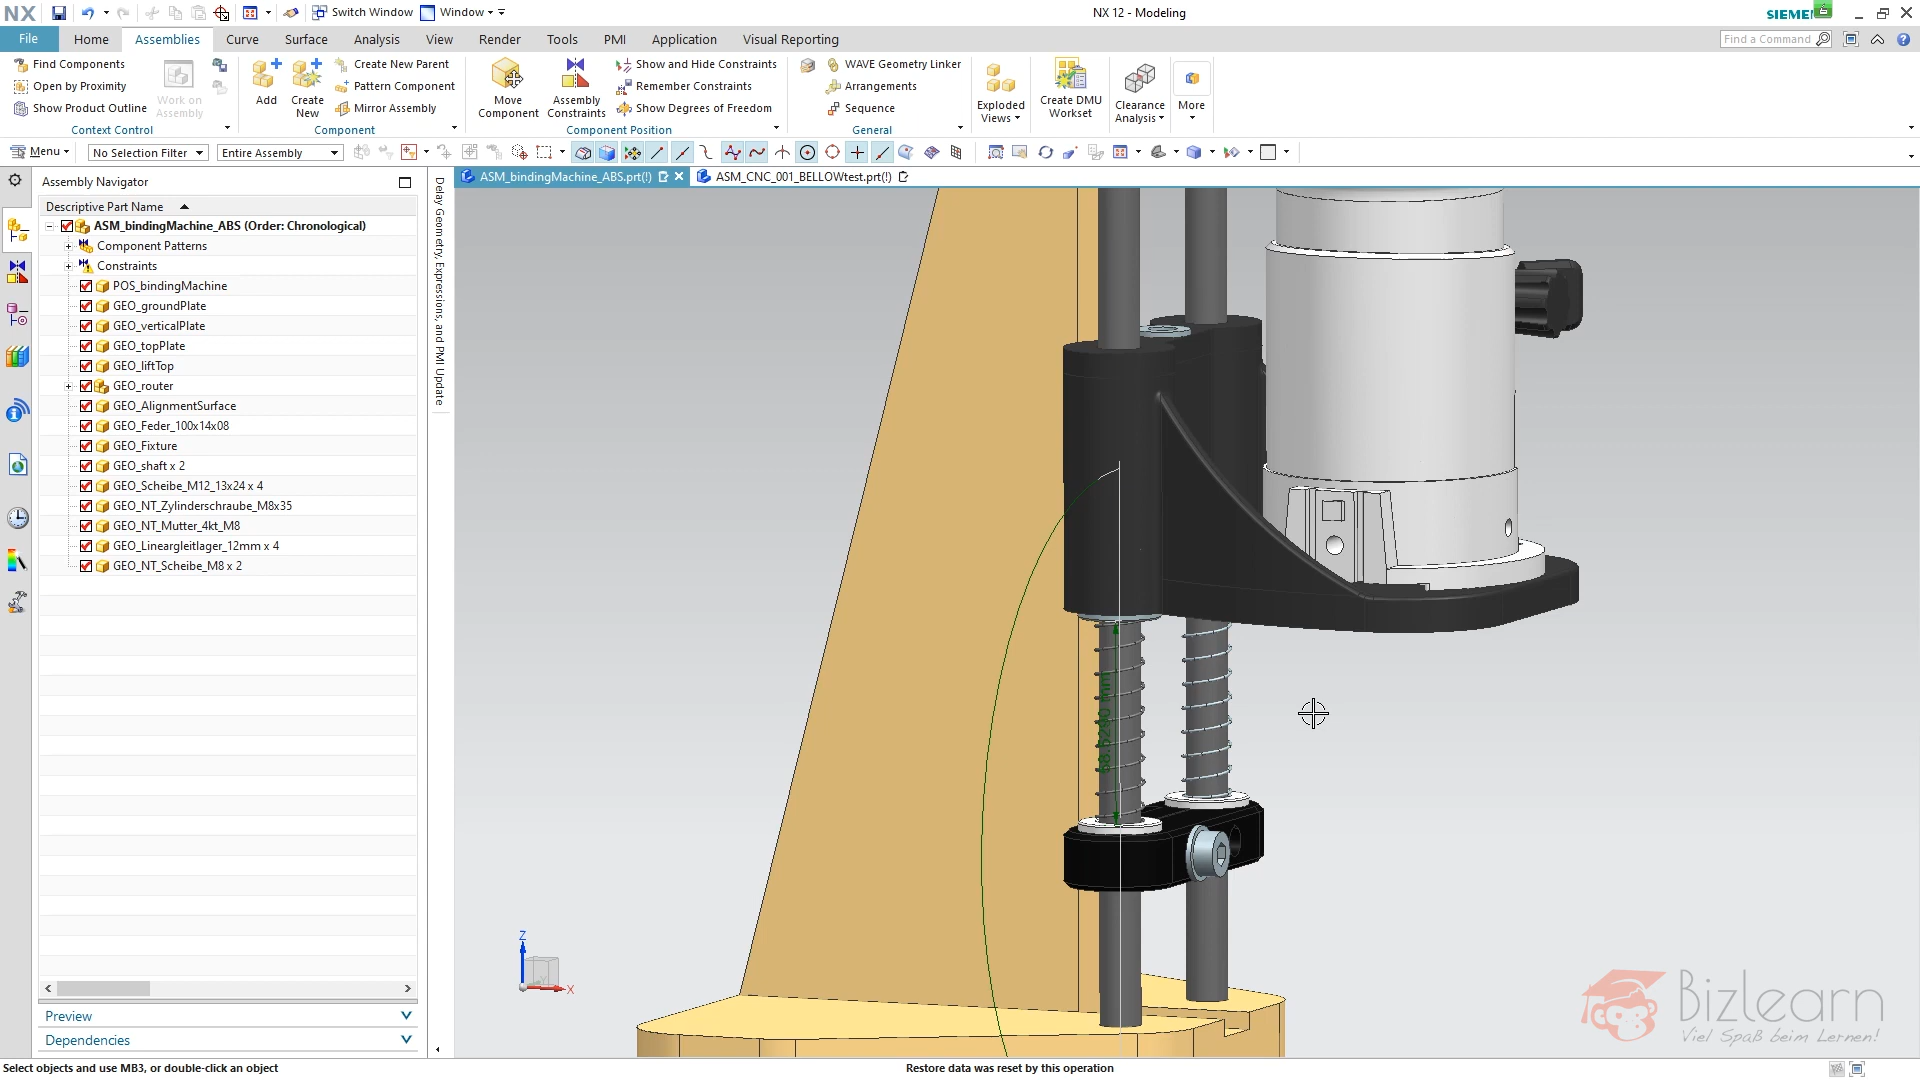 NX
Switch Window
Window
NX 12 - Modeling
File
Home
Assemblies
Curve
Surface
Analysis
View
Render
Tools
PMI
Application
Visual Reporting
Find a Command
Find Components
Open by Proximity
Show Product Outline
Work on
Assembly
Context Control
Add
Create
New
Create New Parent
Pattern Component
Mirror Assembly
Component
Move
Component
Assembly
Constraints
Show and Hide Constraints
Remember Constraints
Show Degrees of Freedom
Component Position
WAVE Geometry Linker
Arrangements
Sequence
General
Exploded
Views
Create DMU
Workset
Clearance
Analysis
More
Menu
No Selection Filter
Entire Assembly
Assembly Navigator
Descriptive Part Name
ASM_bindingMachine_ABS (Order: Chronological)
Component Patterns
Constraints
POS_bindingMachine
GEO_groundPlate
GEO_verticalPlate
GEO_topPlate
GEO_liftTop
GEO_router
GEO_AlignmentSurface
GEO_Feder_100x14x08
GEO_Fixture
GEO_shaft x 2
GEO_Scheibe_M12_13x24 x 4
GEO_NT_Zylinderschraube_M8x35
GEO_NT_Mutter_4kt_M8
GEO_Lineargleitlager_12mm x 4
GEO_NT_Scheibe_M8 x 2
Preview
Dependencies
Delay Geometry, Expressions, and PMI Update
ASM_bindingMachine_ABS.prt(!)
ASM_CNC_001_BELLOWtest.prt(!)
Z
X
Bizlearn
Viel Spaß beim Lernen!
Select objects and use MB3, or double-click an object
Restore data was reset by this operation